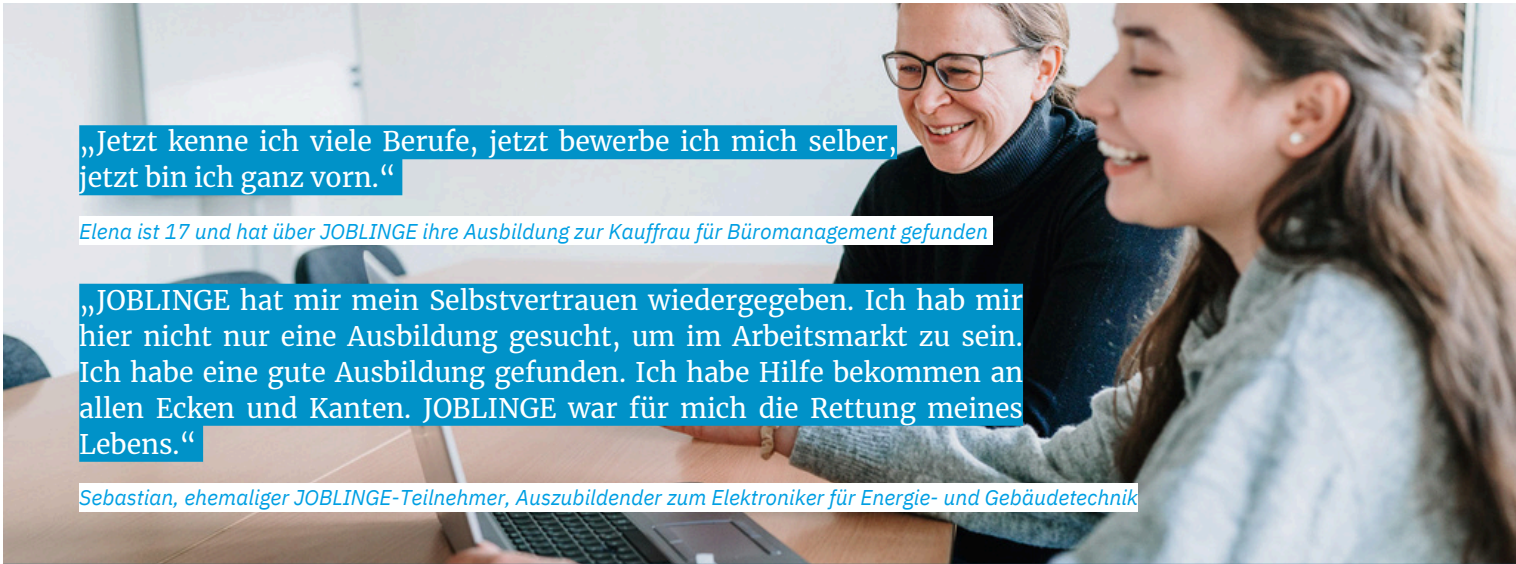 „Jetzt kenne ich viele Berufe, jetzt bewerbe ich mich selber,
jetzt bin ich ganz vorn.“
Elena ist 17 und hat über JOBLINGE ihre Ausbildung zur Kauffrau für Büromanagement gefunden
„JOBLINGE hat mir mein Selbstvertrauen wiedergegeben. Ich hab mir
hier nicht nur eine Ausbildung gesucht, um im Arbeitsmarkt zu sein.
Ich habe eine gute Ausbildung gefunden. Ich habe Hilfe bekommen an
allen Ecken und Kanten. JOBLINGE war für mich die Rettung meines
Lebens.“
Sebastian, ehemaliger JOBLINGE-Teilnehmer, Auszubildender zum Elektroniker für Energie- und Gebäudetechnik